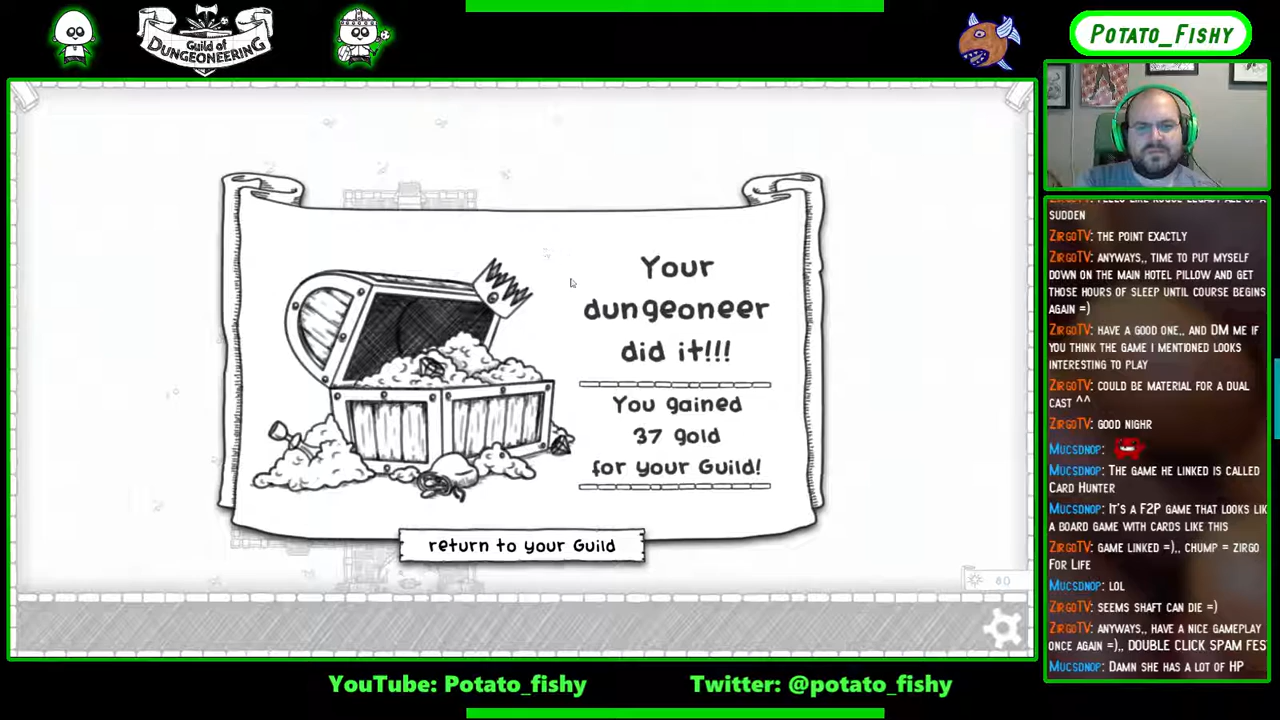 Guild of
DUNGEONEERING
POTATO_FISHY
Your
dungeoneer
did it!!!
You gained
37 gold
for your Guild!
return to your Guild
60
SUDDEN
ZIRGOTV: THE POINT EXACTLY
ZIRGOTV: ANYWAYS,, TIME TO PUT MYSELF
DOWN ON THE MAIN HOTEL PILLOW AND GET
THOSE HOURS OF SLEEP UNTIL COURSE BEGINS
AGAIN =)
ZIRGOTV: HAVE A GOOD ONE,, AND DM ME IF
YOU THINK THE GAME I MENTIONED LOOKS
INTERESTING TO PLAY
ZIRGOTV: COULD BE MATERIAL FOR A DUAL
CAST ^^
ZIRGOTV: GOOD NIGHR
MUCSDNOP:
MUCSDNOP: THE GAME HE LINKED IS CALLED
CARD HUNTER
MUCSDNOP: IT'S A F2P GAME THAT LOOKS LIK
A BOARD GAME WITH CARDS LIKE THIS
ZIRGOTV: GAME LINKED =),, CHUMP = ZIRGO
FOR LIFE
MUCSDNOP: LOL
ZIRGOTV: SEEMS SHAFT CAN DIE =)
ZIRGOTV: ANYWAYS,, HAVE A NICE GAMEPLAY
ONCE AGAIN =),, DOUBLE CLICK SPAM FES
MUCSDNOP: DAMN SHE HAS A LOT OF HP
YouTube: Potato_fishy
Twitter: @potato_fishy